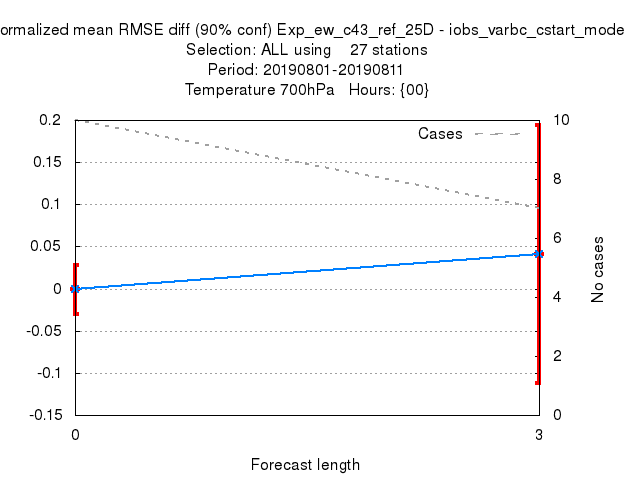 ormalized mean RMSE diff (90% conf) Exp_ew_c43_ref_25D - iobs_varbc_cstart_mode
Selection: ALL using 27 stations
Period: 20190801-20190811
Temperature 700hPa Hours: {00}
0.2
0.15
0.1
0.05
0
-0.05
-0.1
-0.15
Cases
10
8
6
4
2
0
No cases
0 3
Forecast length